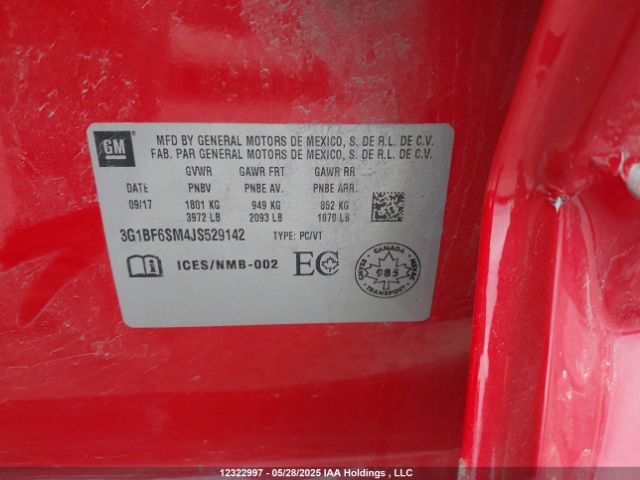 GM
MFD BY GENERAL MOTORS DE MEXICO, S. DE R.L. DE C.V.
FAB. PAR GENERAL MOTORS DE MEXICO, S. DE R.L. DE C.V.
GVWR GAWR FRT GAWR RR
DATE PNBV PNBE AV. PNBE ARR.
09/17 1801 KG 949 KG 852 KG
3972 LB 2093 LB 1879 LB
3G1BF6SM4JS529142 TYPE: PC/VT
ICES/NMB-002 EC
CANADA
985
TRANSPORT
12322997 - 05/28/2025 IAA Holdings , LLC